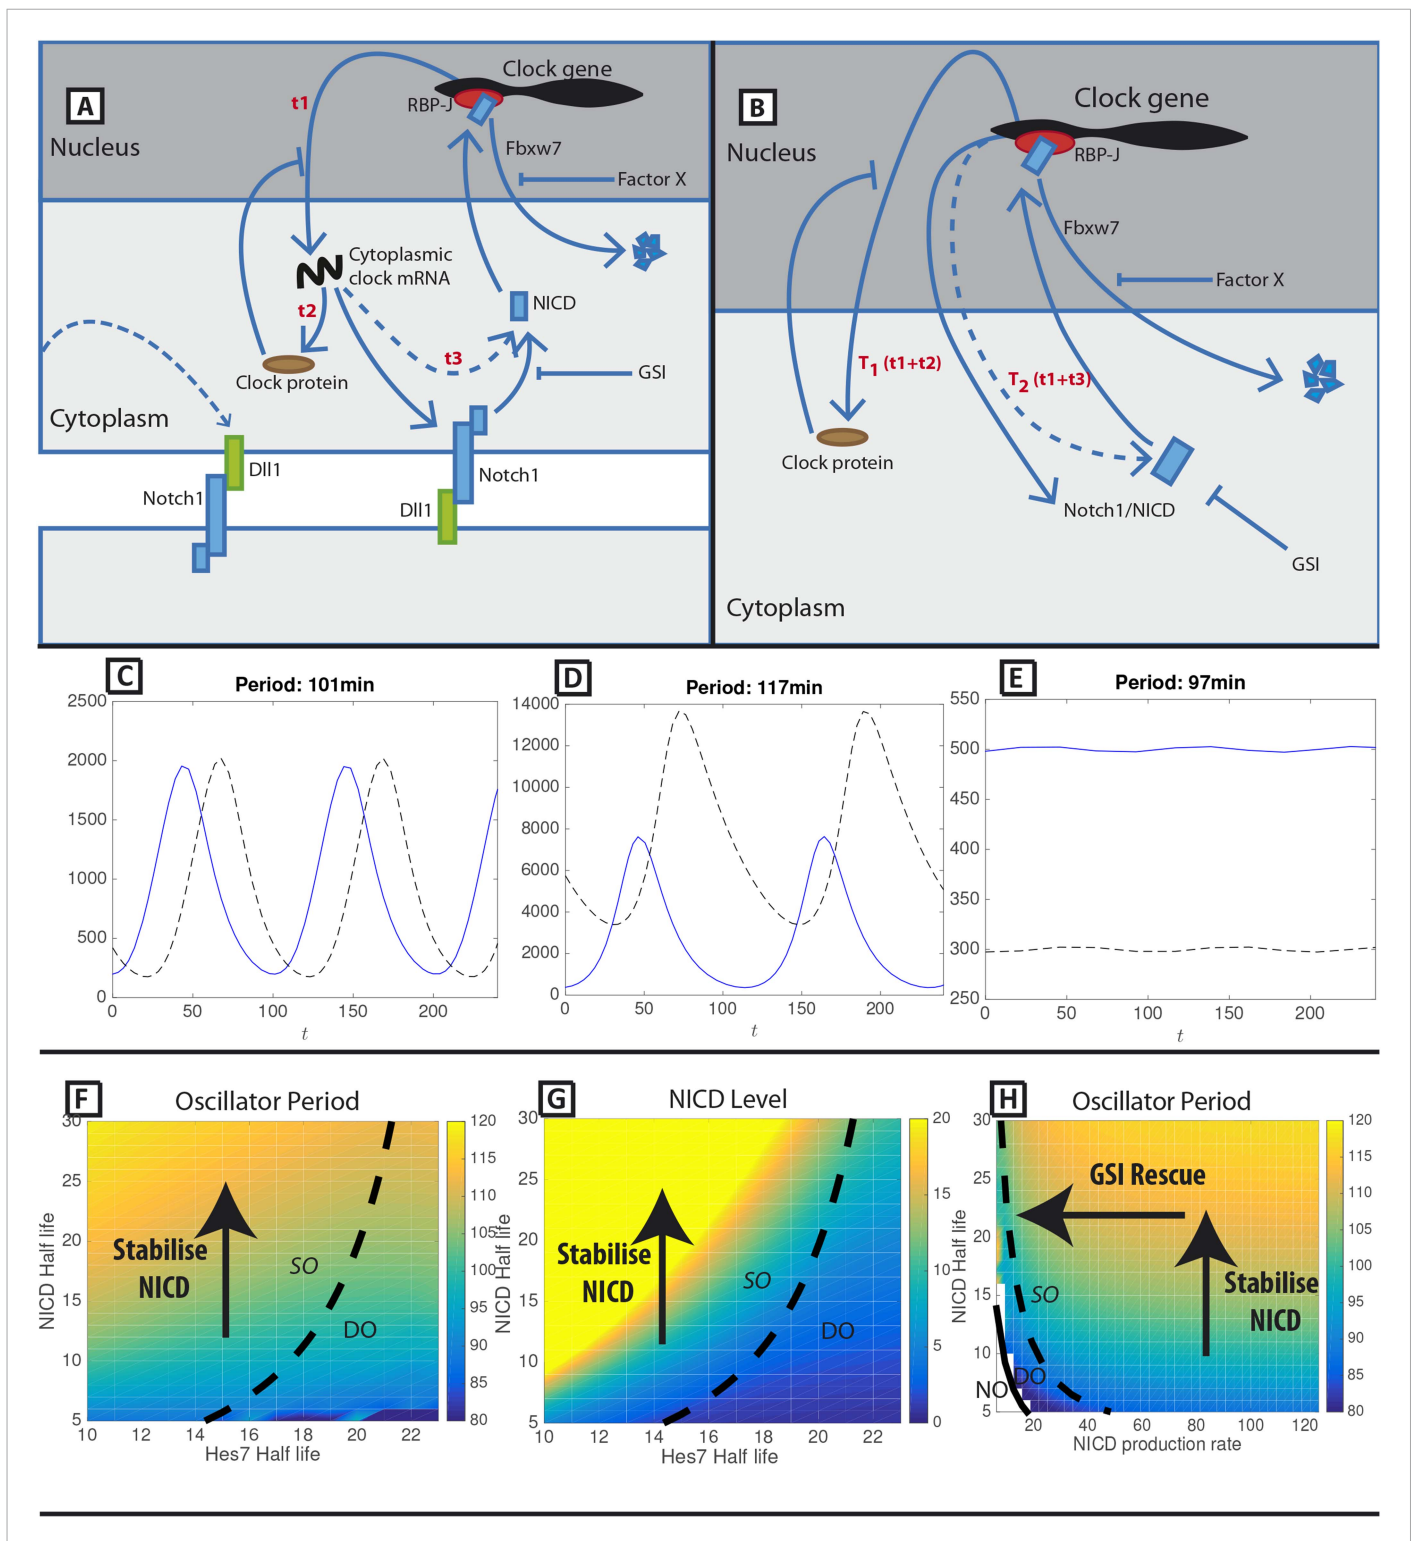 A
Nucleus
t1
Clock gene
RBP-J
Fbxw7
Factor X
Cytoplasmic
clock mRNA
t2
NICD
t3
Clock protein
GSI
Cytoplasm
Dll1
Notch1
Notch1
Dll1
B
Nucleus
Clock gene
RBP-J
Fbxw7
Factor X
T1 (t1+t2)
T2 (t1+t3)
Clock protein
Notch1/NICD
GSI
Cytoplasm
C
Period: 101min
2500
2000
1500
1000
500
0
0 50 100 150 200
t
D
Period: 117min
14000
12000
10000
8000
6000
4000
2000
0
0 50 100 150 200
t
E
Period: 97min
550
500
450
400
350
300
250
0 50 100 150 200
t
F
Oscillator Period
NICD Half life
30
25
20
15
10
5
Stabilise
NICD
SO
DO
10 12 14 16 18 20 22
Hes7 Half life
120
115
110
105
100
95
90
85
80
G
NICD Level
NICD Half life
30
25
20
15
10
5
Stabilise
NICD
SO
DO
10 12 14 16 18 20 22
Hes7 Half life
20
15
10
5
0
H
Oscillator Period
NICD Half life
30
25
20
15
10
5
GSI Rescue
Stabilise
NICD
SO
DO
NO
20 40 60 80 100 120
NICD production rate
120
115
110
105
100
95
90
85
80